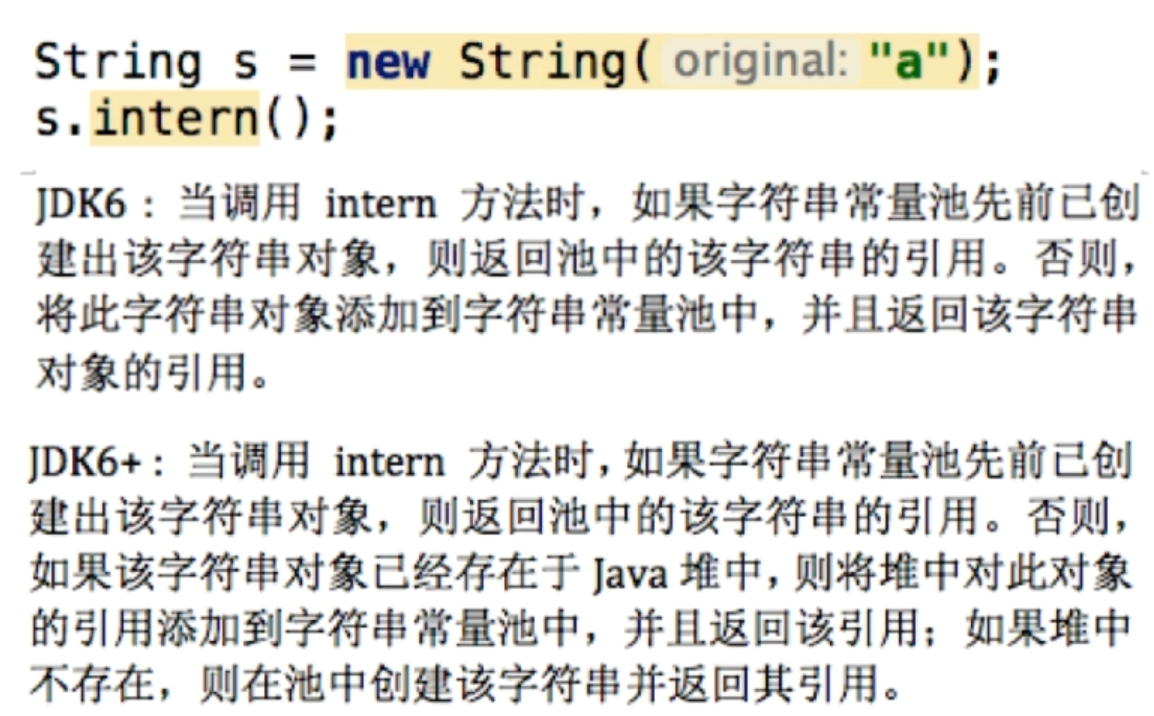 String s = new String( original: "a");
s.intern();
JDK6：当调用 intern 方法时，如果字符串常量池先前已创
建出该字符串对象，则返回池中的该字符串的引用。否则，
将此字符串对象添加到字符串常量池中，并且返回该字符串
对象的引用。
JDK6+：当调用 intern 方法时，如果字符串常量池先前已创
建出该字符串对象，则返回池中的该字符串的引用。否则，
如果该字符串对象已经存在于 Java 堆中，则将堆中对此对象
的引用添加到字符串常量池中，并且返回该引用；如果堆中
不存在，则在池中创建该字符串并返回其引用。